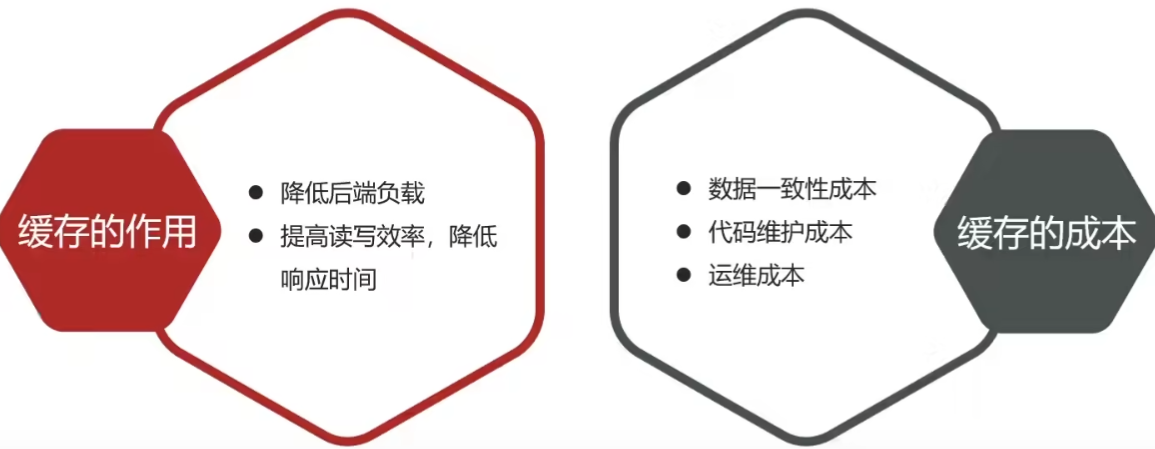 缓存的作用
● 降低后端负载
● 提高读写效率，降低
响应时间
● 数据一致性成本
● 代码维护成本
● 运维成本
缓存的成本